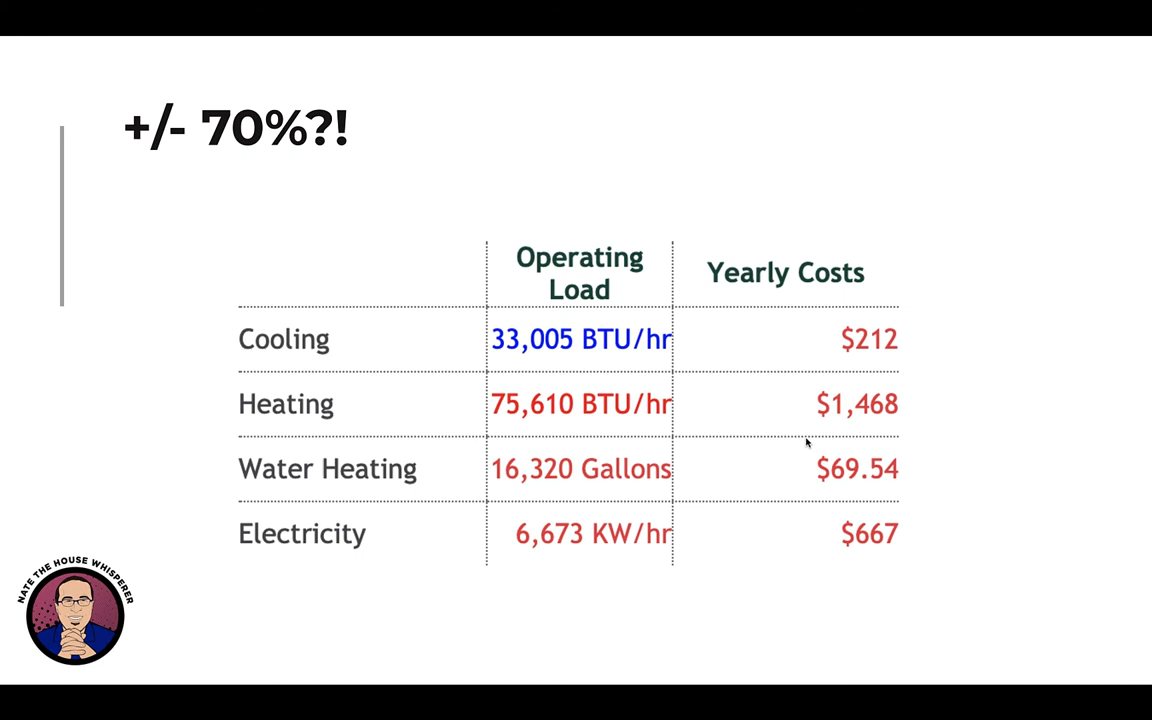 +/- 70%?!
Operating
Load
Yearly Costs
Cooling 33,005 BTU/hr $212
Heating 75,610 BTU/hr $1,468
Water Heating 16,320 Gallons $69.54
Electricity 6,673 KW/hr $667
NATE THE HOUSE WHISPERER